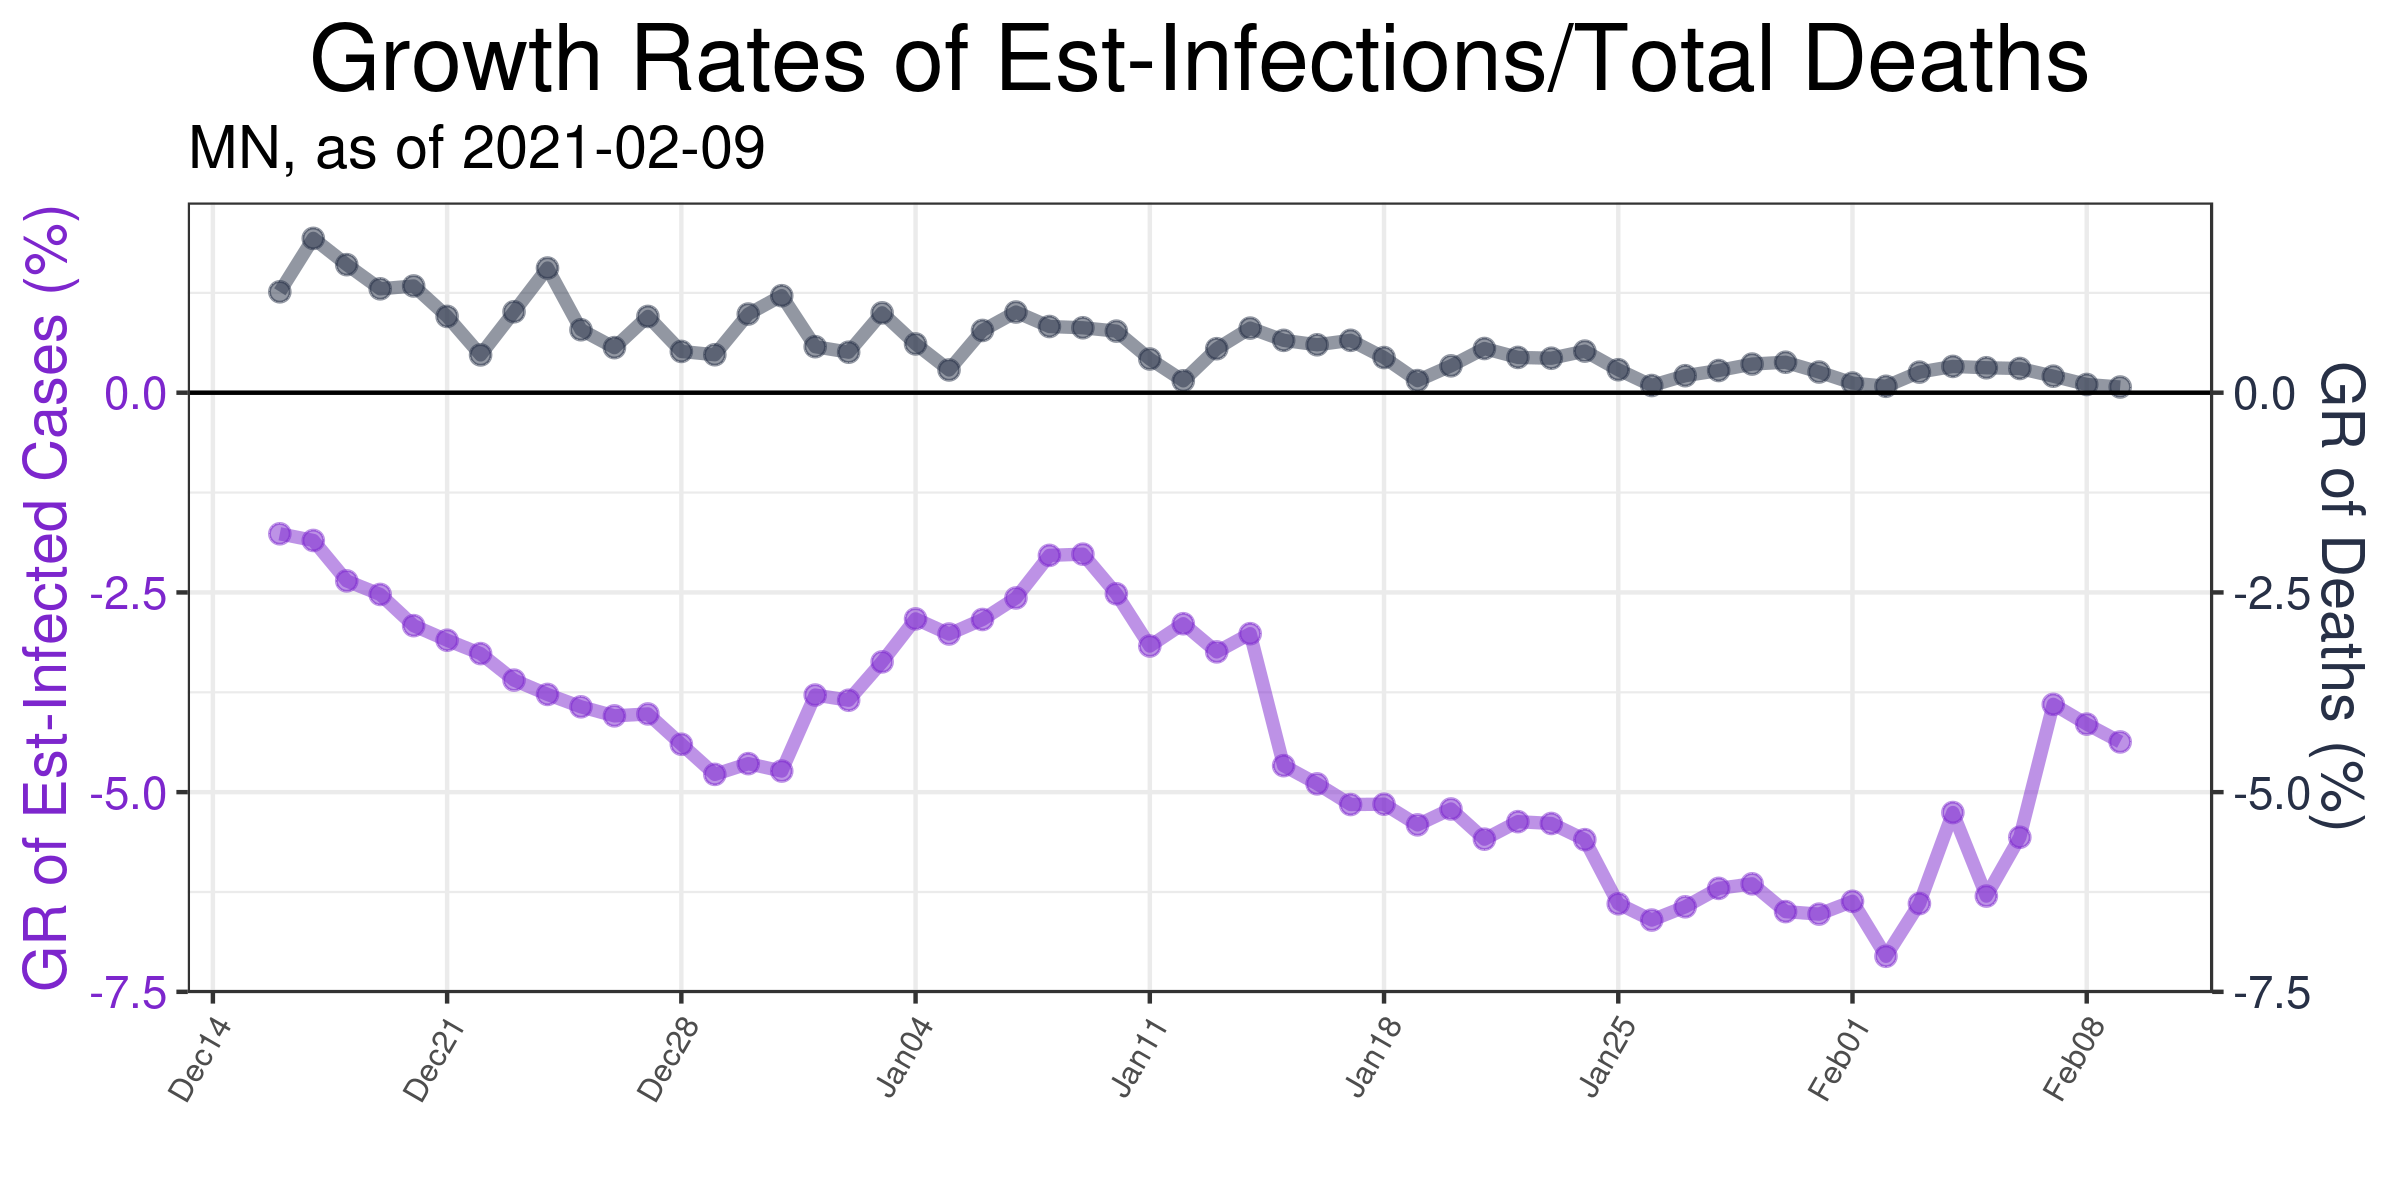 Growth Rates of Est-Infections/Total Deaths
MN, as of 2021-02-09
GR of Est-Infected Cases (%)
0.0
-2.5
-5.0
-7.5
GR of Deaths (%)
0.0
-2.5
-5.0
-7.5
Dec14
Dec21
Dec28
Jan04
Jan11
Jan18
Jan25
Feb01
Feb08